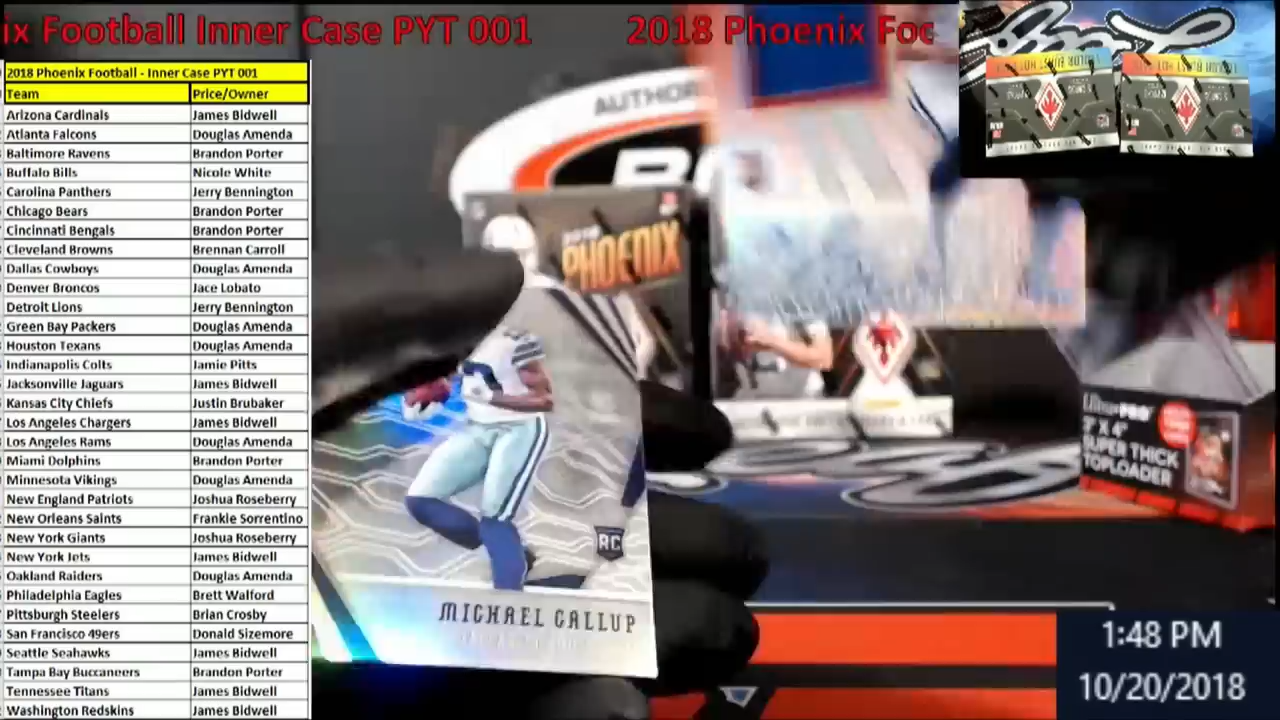 ix Football Inner Case PYT 001 2018 Phoenix Foc
2018 Phoenix Football - Inner Case PYT 001
Team Price/Owner
Arizona Cardinals James Bidwell
Atlanta Falcons Douglas Amenda
Baltimore Ravens Brandon Porter
Buffalo Bills Nicole White
Carolina Panthers Jerry Bennington
Chicago Bears Brandon Porter
Cincinnati Bengals Brandon Porter
Cleveland Browns Brennan Carroll
Dallas Cowboys Douglas Amenda
Denver Broncos Jace Lobato
Detroit Lions Jerry Bennington
Green Bay Packers Douglas Amenda
Houston Texans Douglas Amenda
Indianapolis Colts Jamie Pitts
Jacksonville Jaguars James Bidwell
Kansas City Chiefs Justin Brubaker
Los Angeles Chargers James Bidwell
Los Angeles Rams Douglas Amenda
Miami Dolphins Brandon Porter
Minnesota Vikings Douglas Amenda
New England Patriots Joshua Roseberry
New Orleans Saints Frankie Sorrentino
New York Giants Joshua Roseberry
New York Jets James Bidwell
Oakland Raiders Douglas Amenda
Philadelphia Eagles Brett Walford
Pittsburgh Steelers Brian Crosby
San Francisco 49ers Donald Sizemore
Seattle Seahawks James Bidwell
Tampa Bay Buccaneers Brandon Porter
Tennessee Titans James Bidwell
Washington Redskins James Bidwell
AUTHOR
PHOENIX
RC
MICHAEL GALLUP
Ultra PRO
3" X 4"
SUPER THICK
TOPLOADER
1:48 PM
10/20/2018